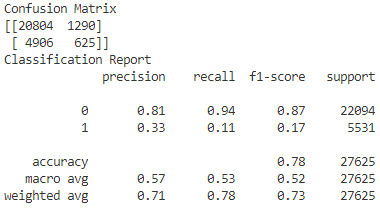 Confusion Matrix
[[20804 1290]
[ 4906 625]]
Classification Report
precision recall f1-score support
0 0.81 0.94 0.87 22094
1 0.33 0.11 0.17 5531
accuracy 0.78 27625
macro avg 0.57 0.53 0.52 27625
weighted avg 0.71 0.78 0.73 27625